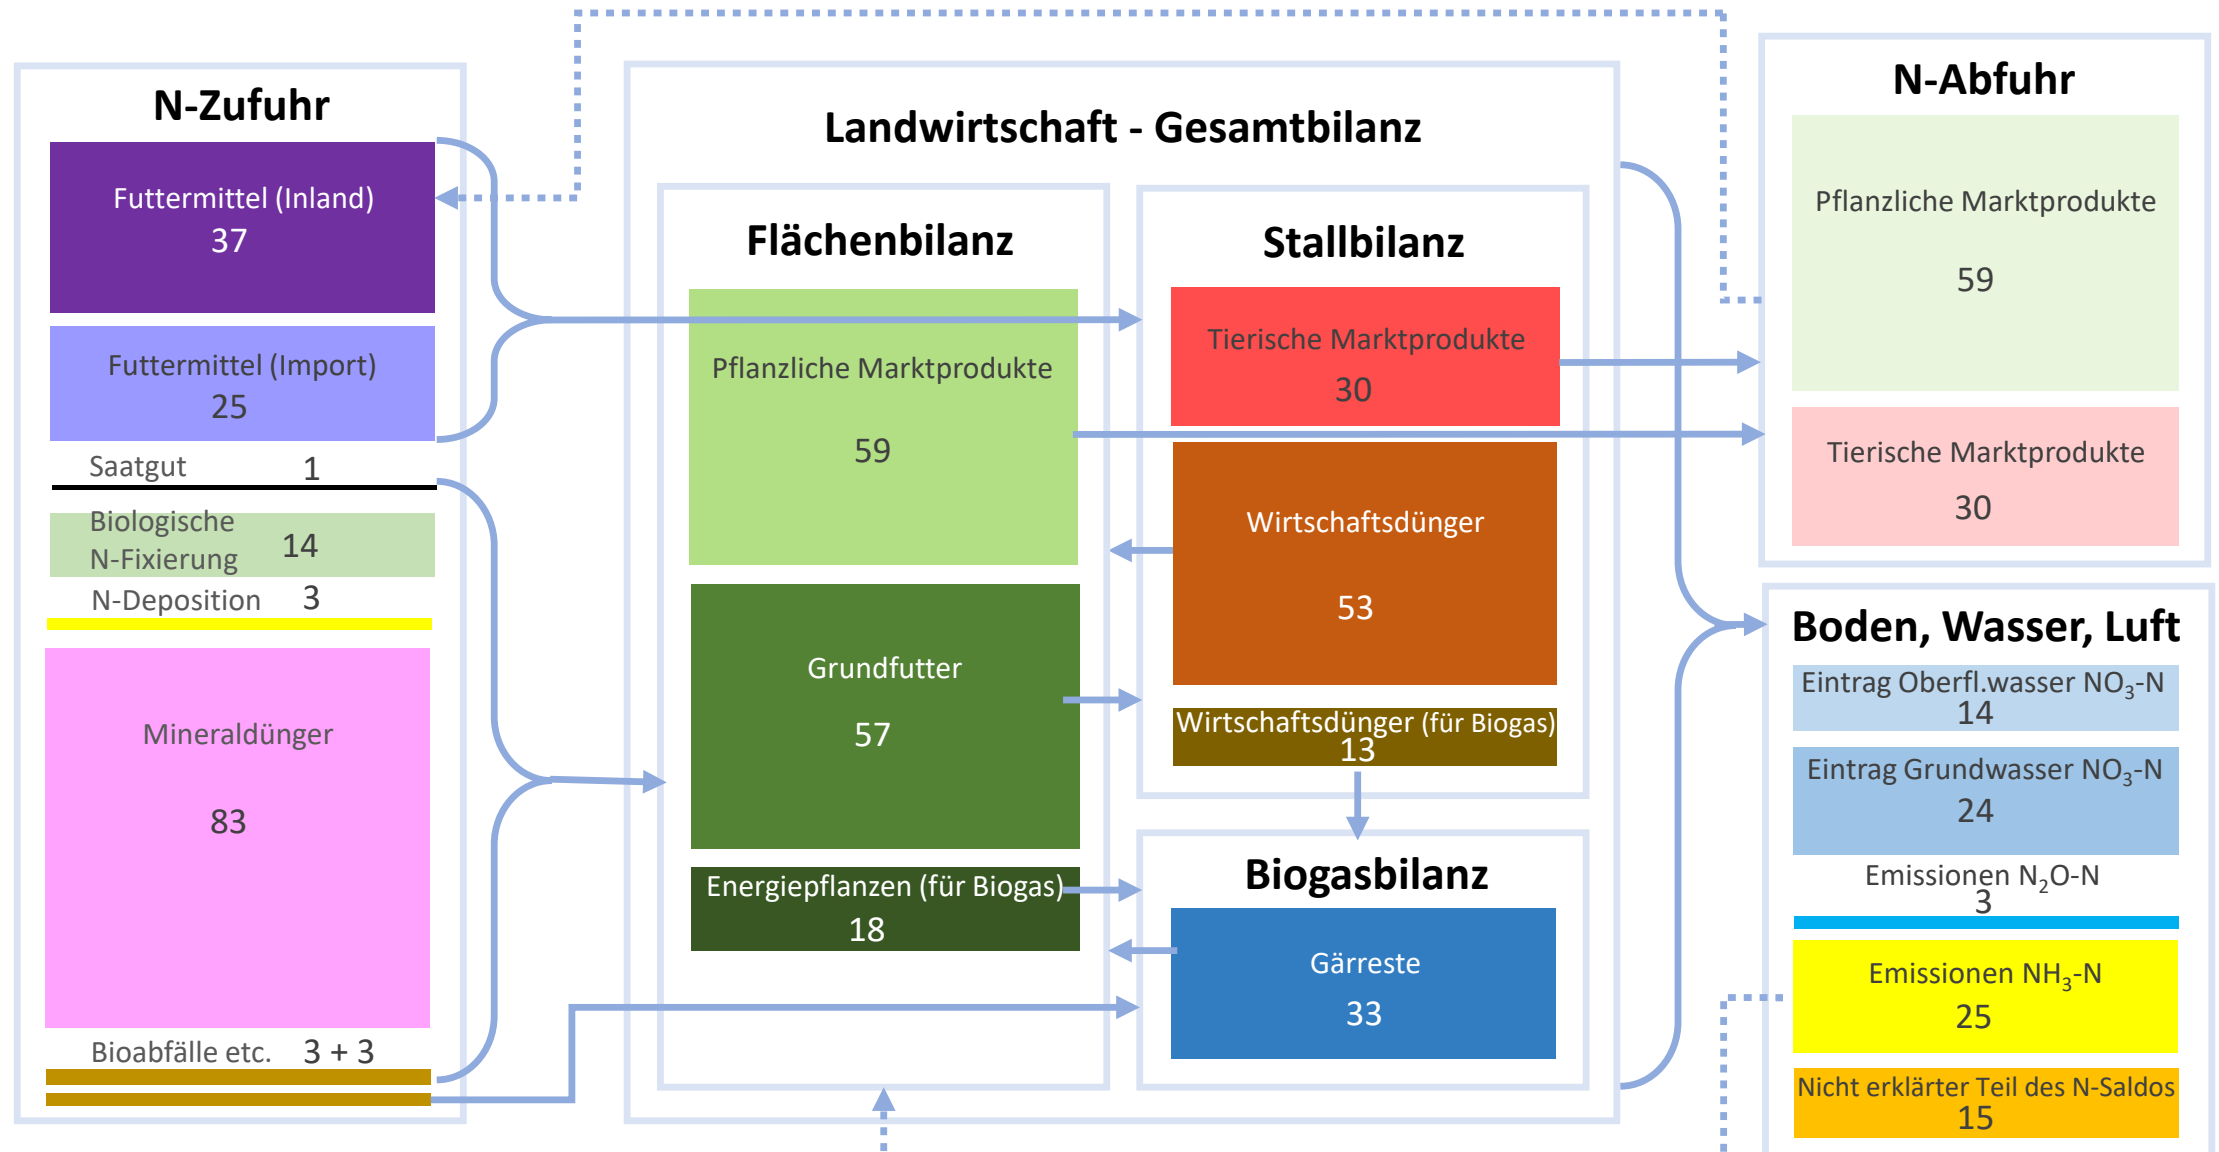 N-Zufuhr
Futtermittel (Inland)
37
Futtermittel (Import)
25
Saatgut 1
Biologische
N-Fixierung 14
N-Deposition 3
Mineraldünger
83
Bioabfälle etc. 3 + 3
Landwirtschaft - Gesamtbilanz
Flächenbilanz
Pflanzliche Marktprodukte
59
Grundfutter
57
Energiepflanzen (für Biogas)
18
Stallbilanz
Tierische Marktprodukte
30
Wirtschaftsdünger
53
Wirtschaftsdünger (für Biogas)
13
Biogasbilanz
Gärreste
33
N-Abfuhr
Pflanzliche Marktprodukte
59
Tierische Marktprodukte
30
Boden, Wasser, Luft
Eintrag Oberfl.wasser NO₃-N
14
Eintrag Grundwasser NO₃-N
24
Emissionen N₂O-N
3
Emissionen NH₃-N
25
Nicht erklärter Teil des N-Saldos
15